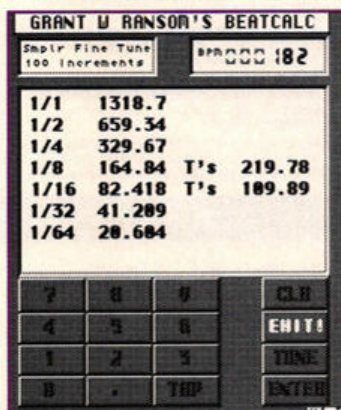 GRANT W RANSOM'S BEATCALC
Smplr Fine Tune
100 Increments
BPM 000 182
1/1 1318.7
1/2 659.34
1/4 329.67
1/8 164.84 T's 219.78
1/16 82.418 T's 109.89
1/32 41.209
1/64 20.604
7 8 9 CLR
4 5 6 EXIT!
1 2 3 TUNE
0 . TAP ENTER